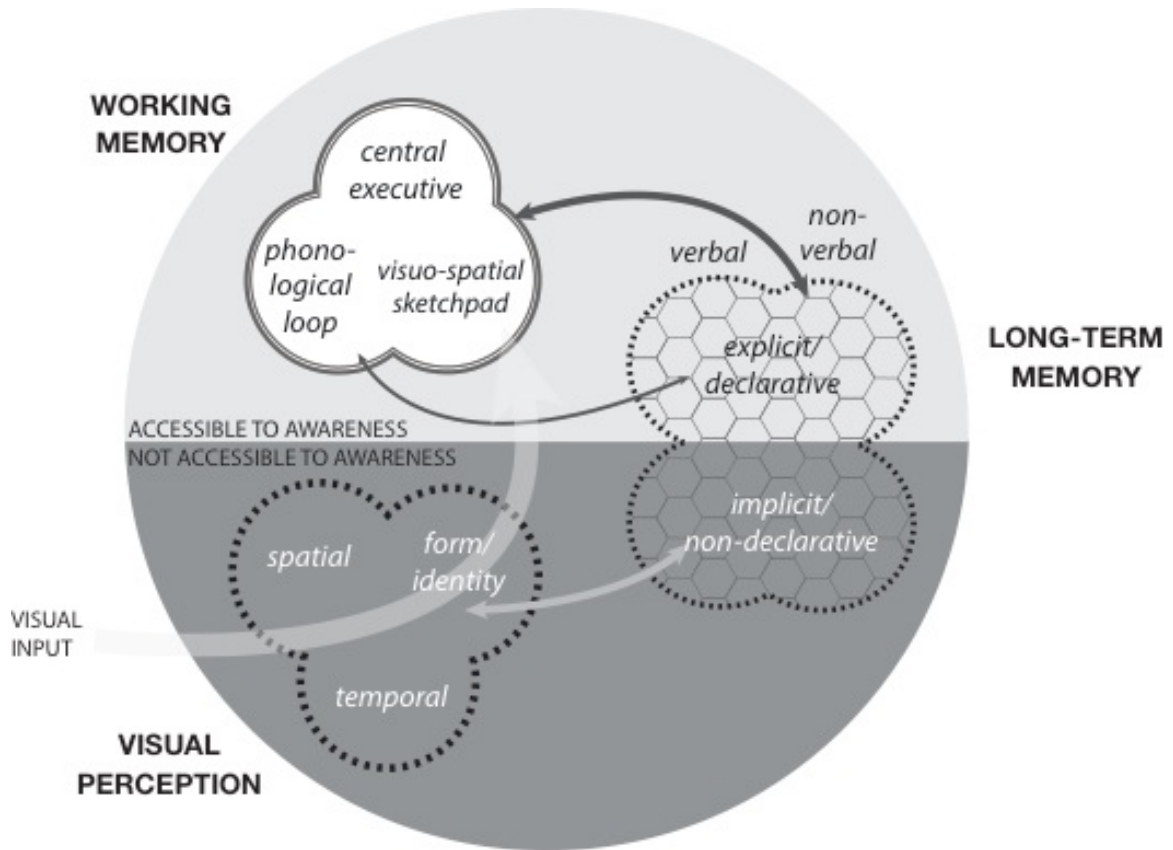 WORKING
MEMORY
central
executive
phono-
logical
loop
visuo-spatial
sketchpad
verbal
non-
verbal
explicit/
declarative
LONG-TERM
MEMORY
ACCESSIBLE TO AWARENESS
NOT ACCESSIBLE TO AWARENESS
spatial
form/
identity
implicit/
non-declarative
VISUAL
INPUT
temporal
VISUAL
PERCEPTION